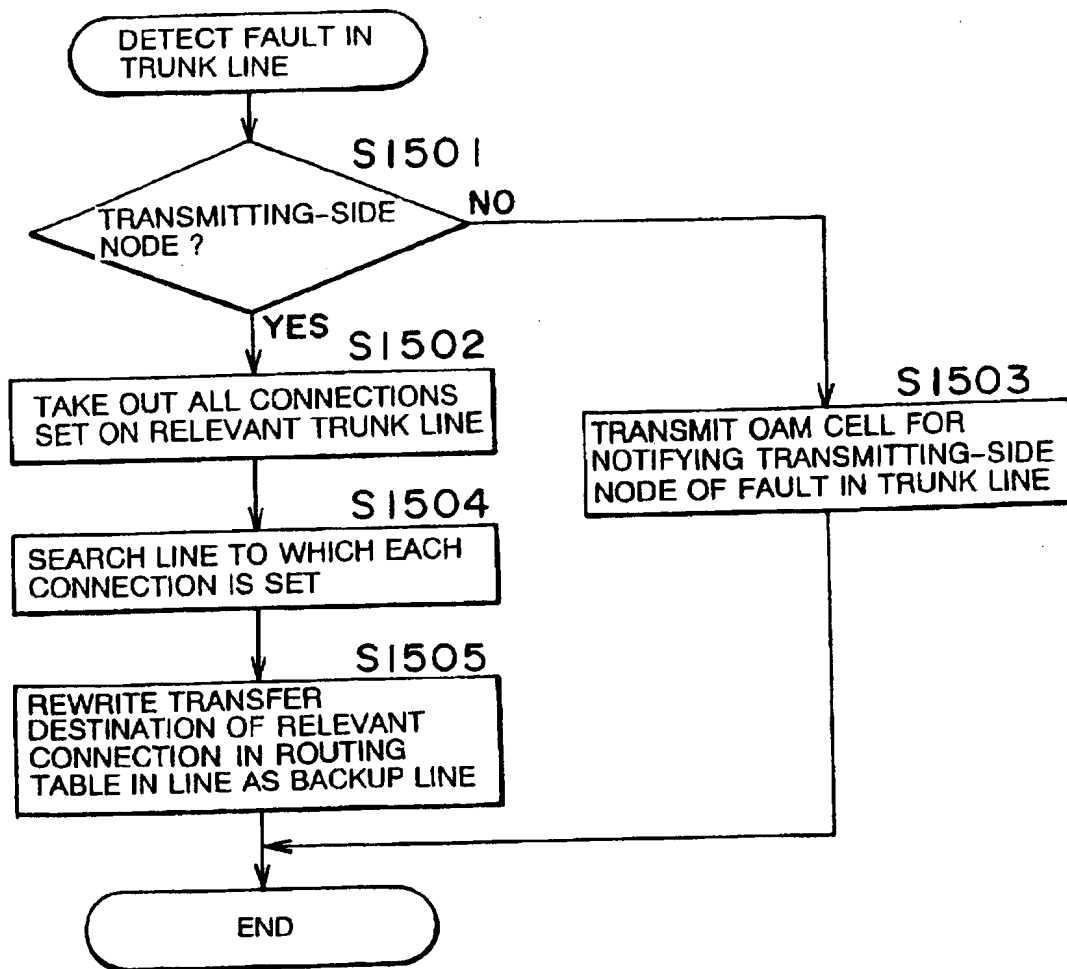 DETECT FAULT IN
TRUNK LINE
S1501
TRANSMITTING-SIDE
NODE ?
NO
YES
S1502
TAKE OUT ALL CONNECTIONS
SET ON RELEVANT TRUNK LINE
S1503
TRANSMIT OAM CELL FOR
NOTIFYING TRANSMITTING-SIDE
NODE OF FAULT IN TRUNK LINE
S1504
SEARCH LINE TO WHICH EACH
CONNECTION IS SET
S1505
REWRITE TRANSFER
DESTINATION OF RELEVANT
CONNECTION IN ROUTING
TABLE IN LINE AS BACKUP LINE
END